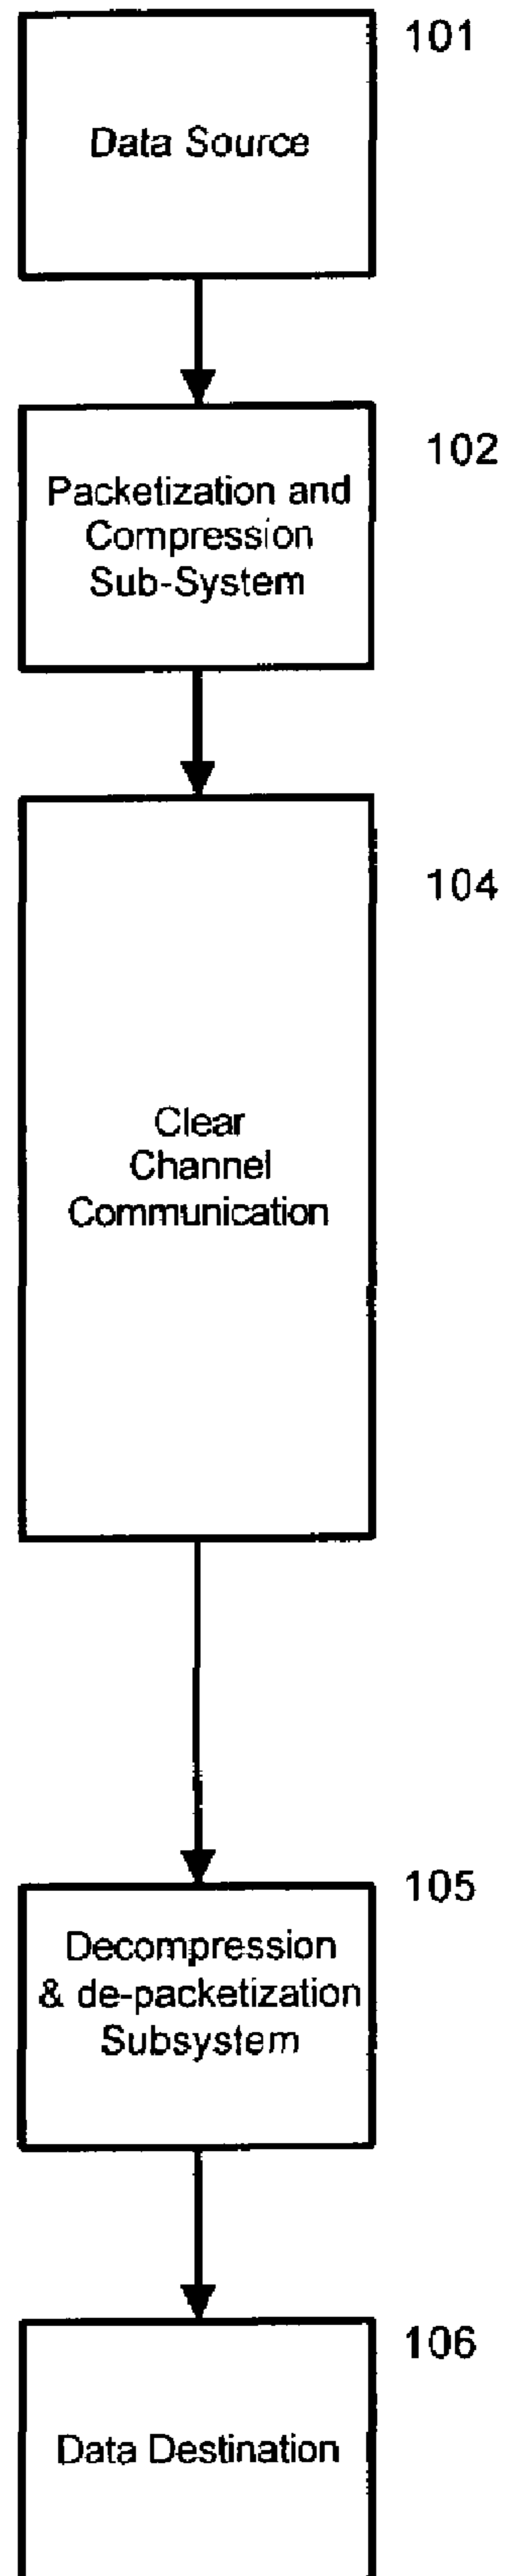 101
Data Source
102
Packetization and
Compression
Sub-System
104
Clear
Channel
Communication
105
Decompression
& de-packetization
Subsystem
106
Data Destination